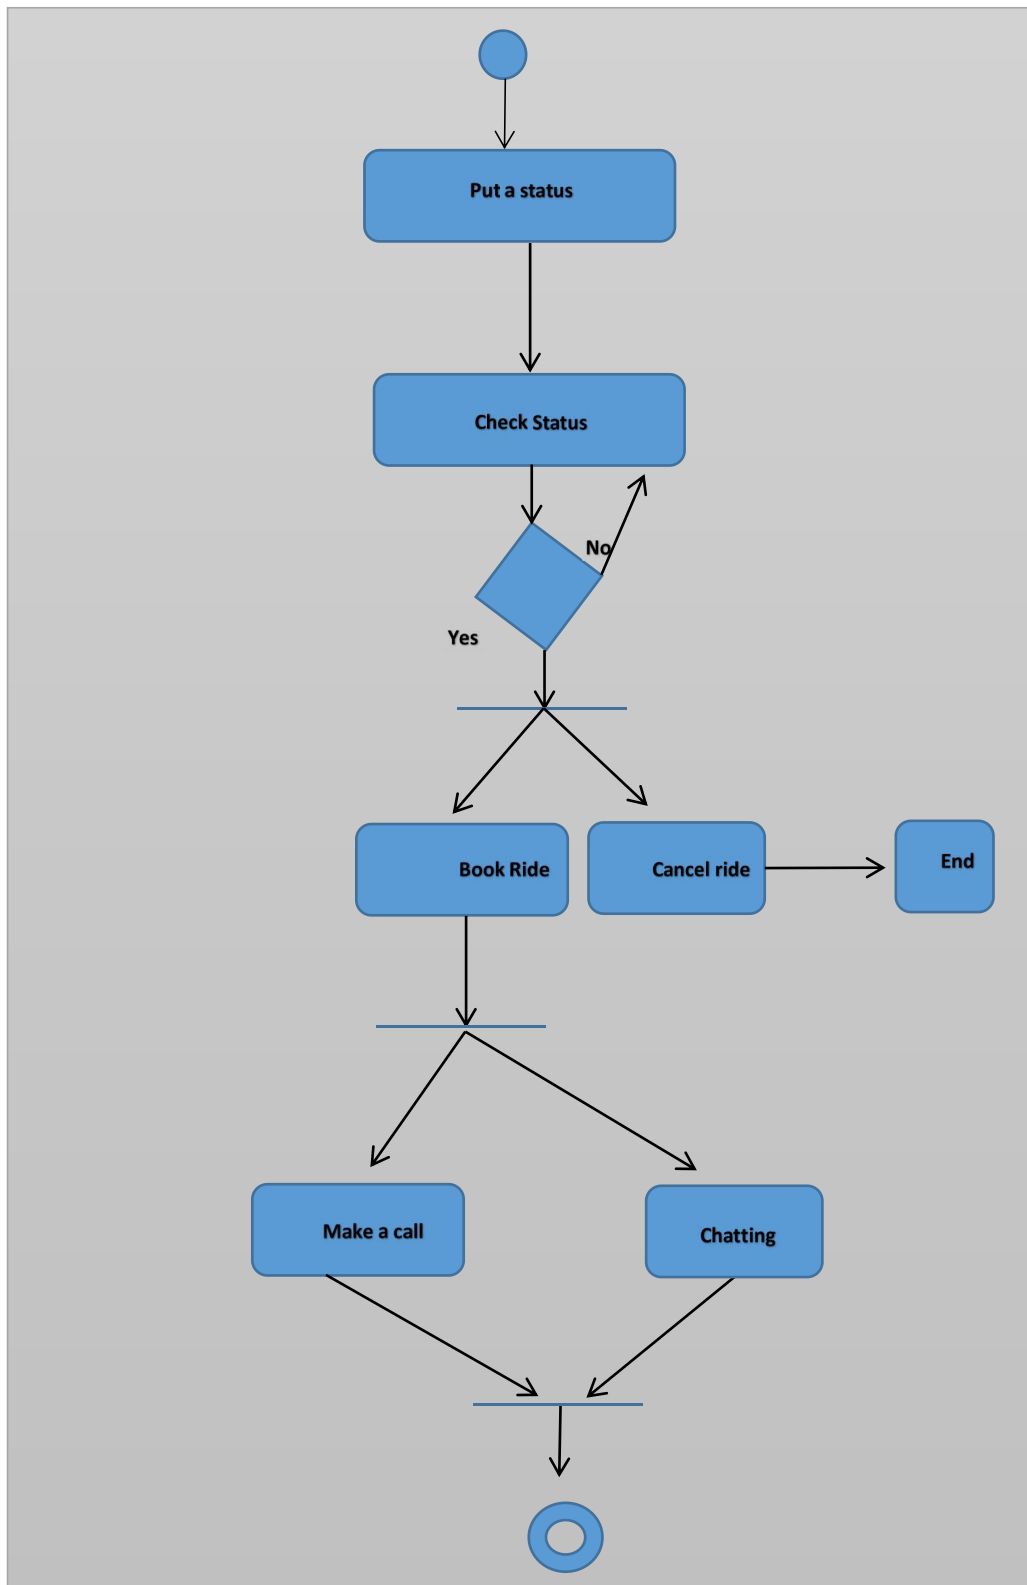 Put a status
Check Status
No
Yes
Book Ride
Cancel ride
End
Make a call
Chatting